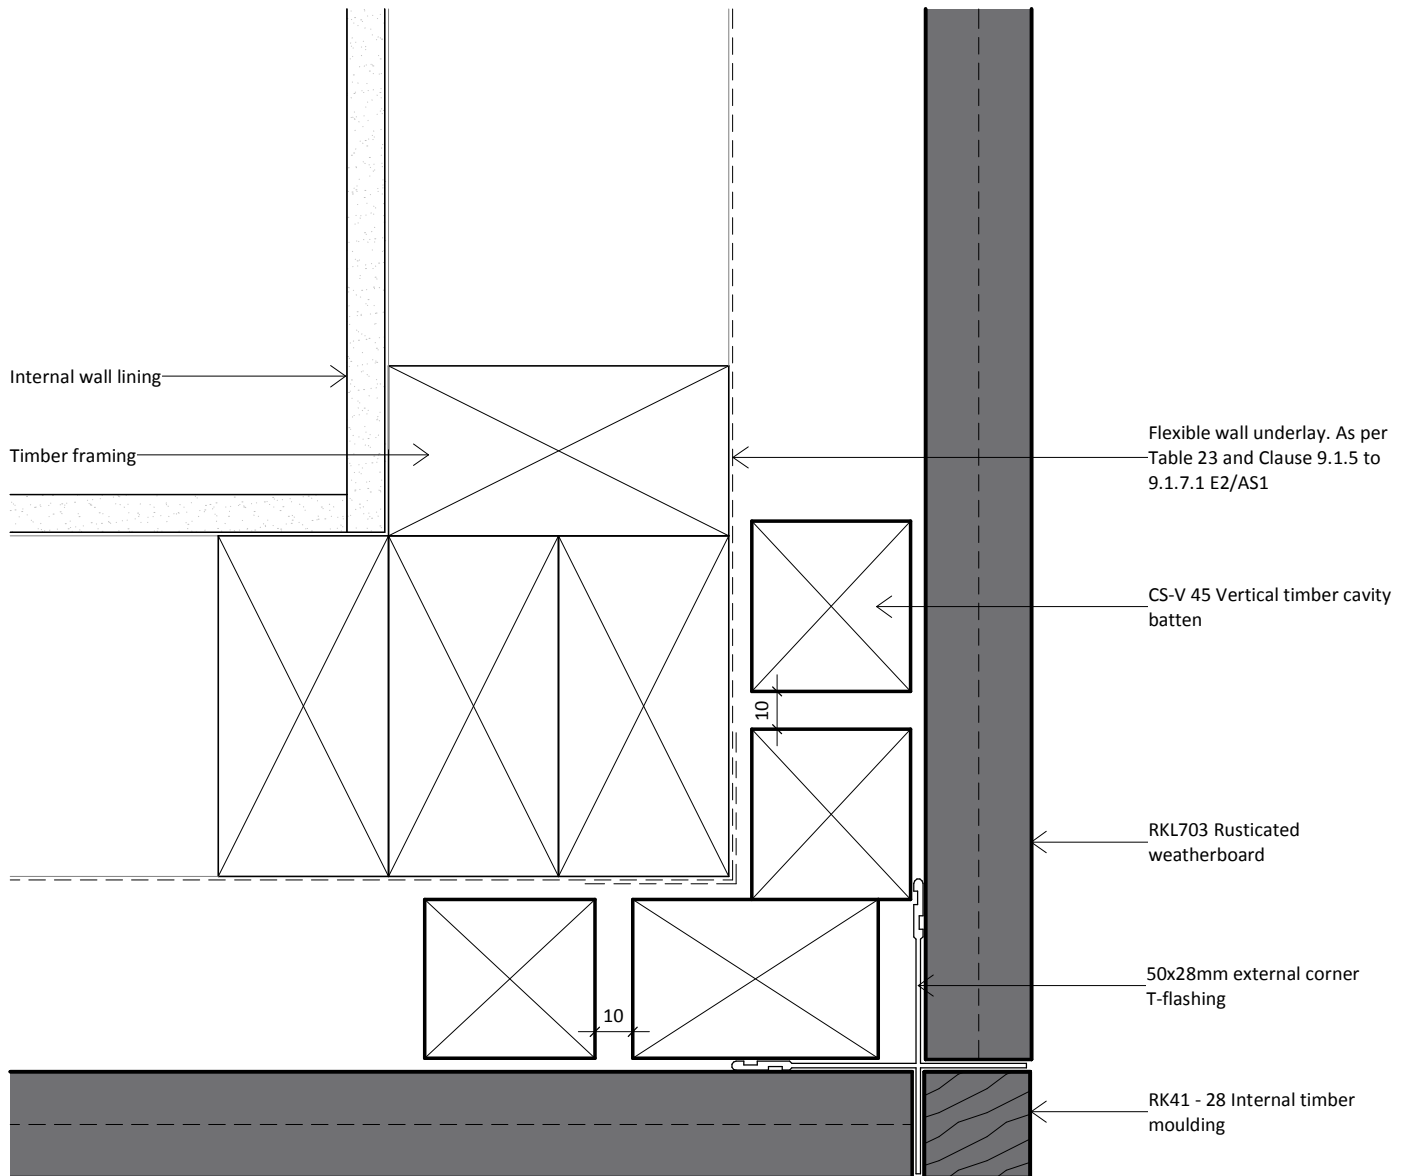 Internal wall lining
Timber framing
Flexible wall underlay. As per
Table 23 and Clause 9.1.5 to
9.1.7.1 E2/AS1
CS-V 45 Vertical timber cavity
batten
10
RKL703 Rusticated
weatherboard
50x28mm external corner
T-flashing
10
RK41 - 28 Internal timber
moulding